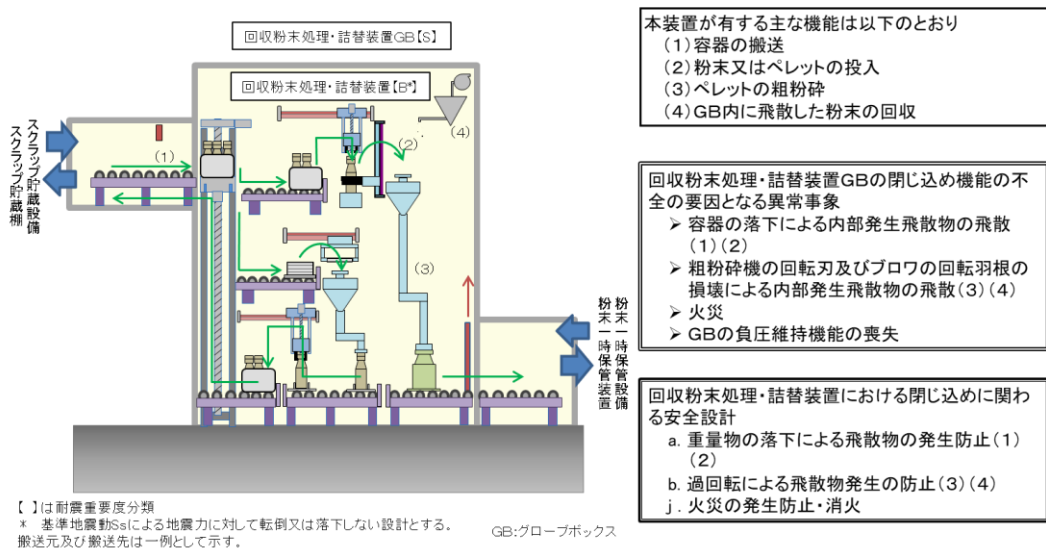 回収粉末処理・詰替装置GB【S】
回収粉末処理・詰替装置【B*】
(1)
(2)
(3)
(4)
スクラップ貯蔵設備
スクラップ貯蔵棚
粉末一時保管設備
粉末一時保管装置
【 】は耐震重要度分類
* 基準地震動Ssによる地震力に対して転倒又は落下しない設計とする。
搬送元及び搬送先は一例として示す。
GB:グローブボックス
本装置が有する主な機能は以下のとおり
(1)容器の搬送
(2)粉末又はペレットの投入
(3)ペレットの粗粉砕
(4)GB内に飛散した粉末の回収
回収粉末処理・詰替装置GBの閉じ込め機能の不
全の要因となる異常事象
➢ 容器の落下による内部発生飛散物の飛散
(1)(2)
➢ 粗粉砕機の回転刃及びブロワの回転羽根の
損壊による内部発生飛散物の飛散(3)(4)
➢ 火災
➢ GBの負圧維持機能の喪失
回収粉末処理・詰替装置における閉じ込めに関わ
る安全設計
a. 重量物の落下による飛散物の発生防止(1)
(2)
b. 過回転による飛散物発生の防止(3)(4)
j. 火災の発生防止・消火